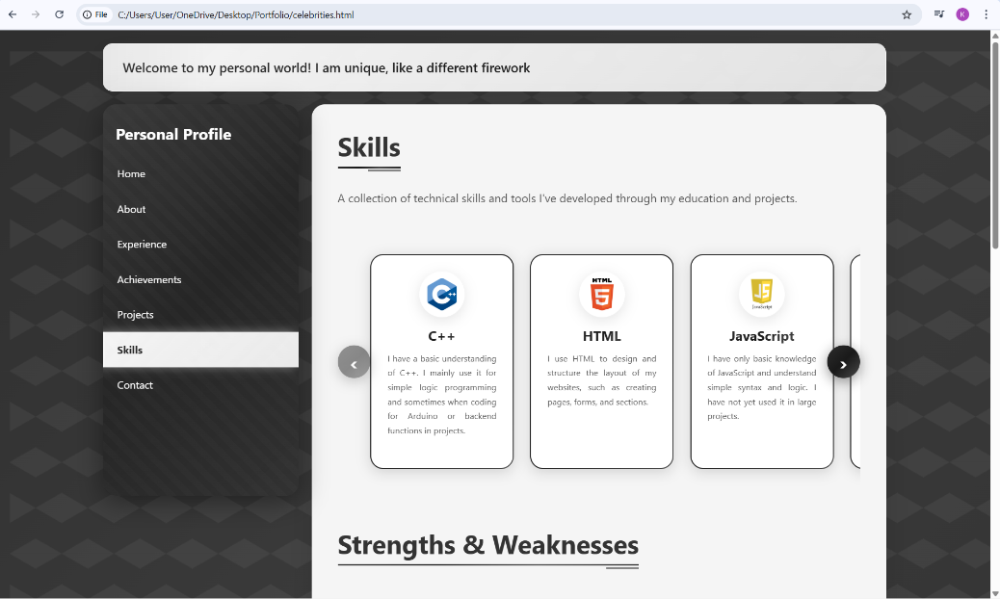 File C:/Users/User/OneDrive/Desktop/Portfolio/celebrities.html
K
Welcome to my personal world! I am unique, like a different firework
Personal Profile
Home
About
Experience
Achievements
Projects
Skills
Contact
Skills
A collection of technical skills and tools I've developed through my education and projects.
C++
C++
I have a basic understanding
of C++. I mainly use it for
simple logic programming
and sometimes when coding
for Arduino or backend
functions in projects.
HTML
5
HTML
I use HTML to design and
structure the layout of my
websites, such as creating
pages, forms, and sections.
JS
JavaScript
JavaScript
I have only basic knowledge
of JavaScript and understand
simple syntax and logic. I
have not yet used it in large
projects.
Strengths & Weaknesses